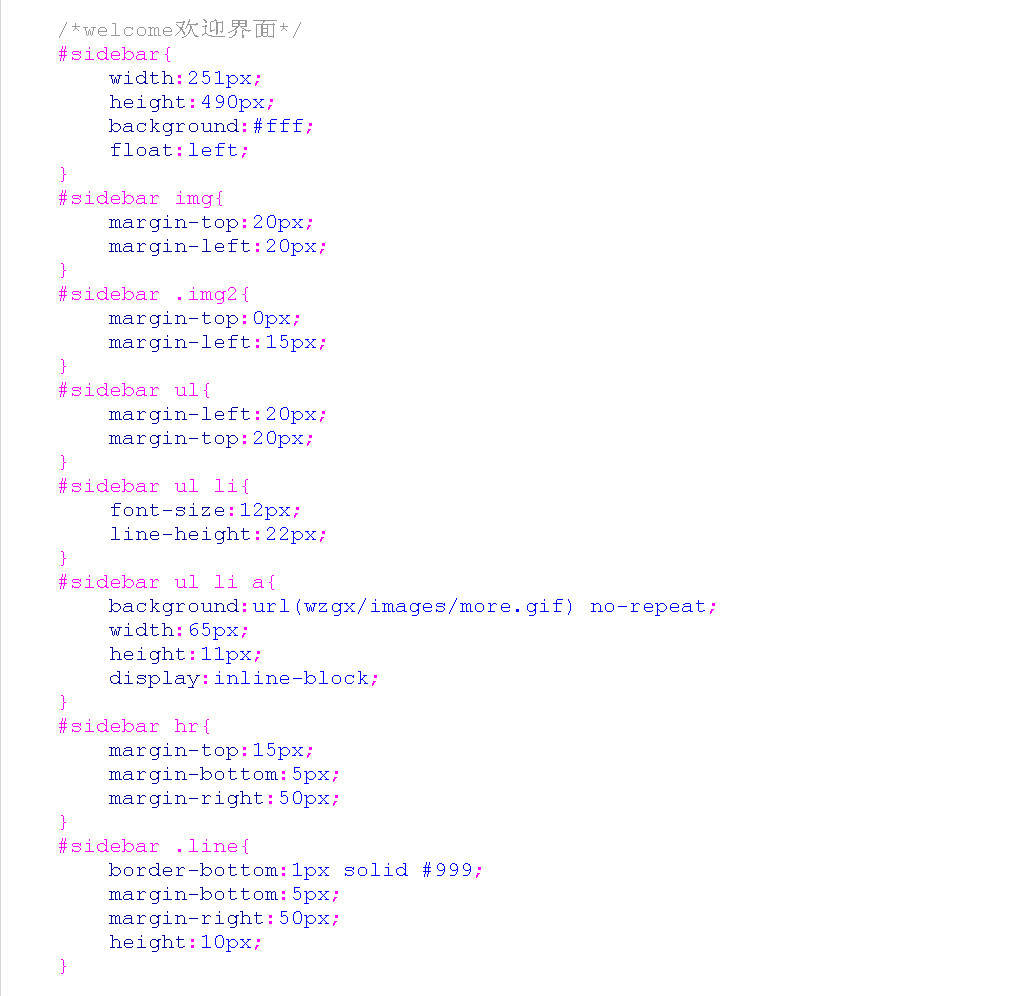 /*welcome欢迎界面*/
#sidebar{
    width:251px;
    height:490px;
    background:#fff;
    float:left;
}
#sidebar img{
    margin-top:20px;
    margin-left:20px;
}
#sidebar .img2{
    margin-top:0px;
    margin-left:15px;
}
#sidebar ul{
    margin-left:20px;
    margin-top:20px;
}
#sidebar ul li{
    font-size:12px;
    line-height:22px;
}
#sidebar ul li a{
    background:url(wzgx/images/more.gif) no-repeat;
    width:65px;
    height:11px;
    display:inline-block;
}
#sidebar hr{
    margin-top:15px;
    margin-bottom:5px;
    margin-right:50px;
}
#sidebar .line{
    border-bottom:1px solid #999;
    margin-bottom:5px;
    margin-right:50px;
    height:10px;
}